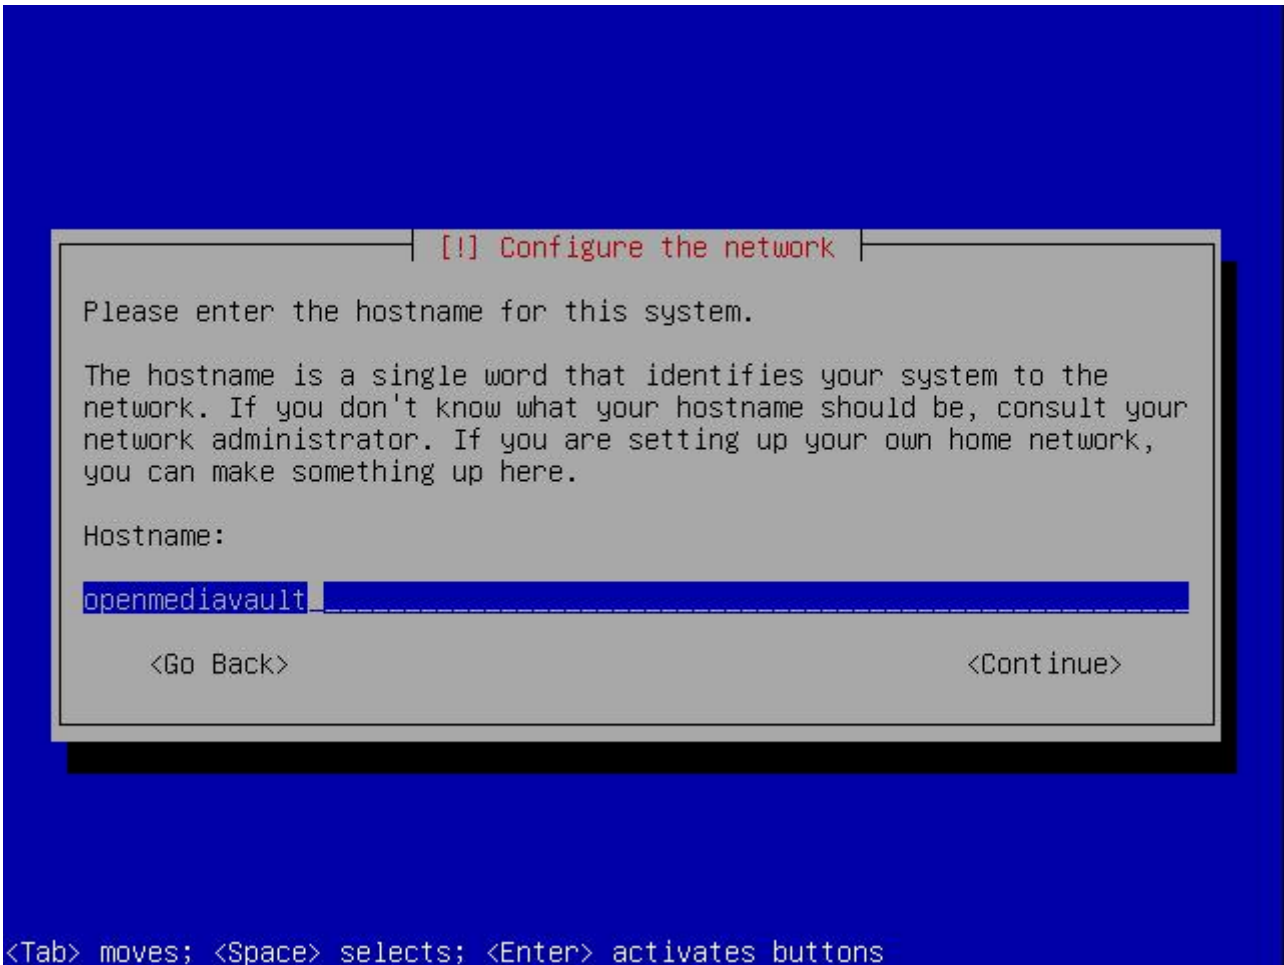 [!] Configure the network
Please enter the hostname for this system.
The hostname is a single word that identifies your system to the
network. If you don't know what your hostname should be, consult your
network administrator. If you are setting up your own home network,
you can make something up here.
Hostname:
openmediavault
<Go Back> <Continue>
<Tab> moves; <Space> selects; <Enter> activates buttons